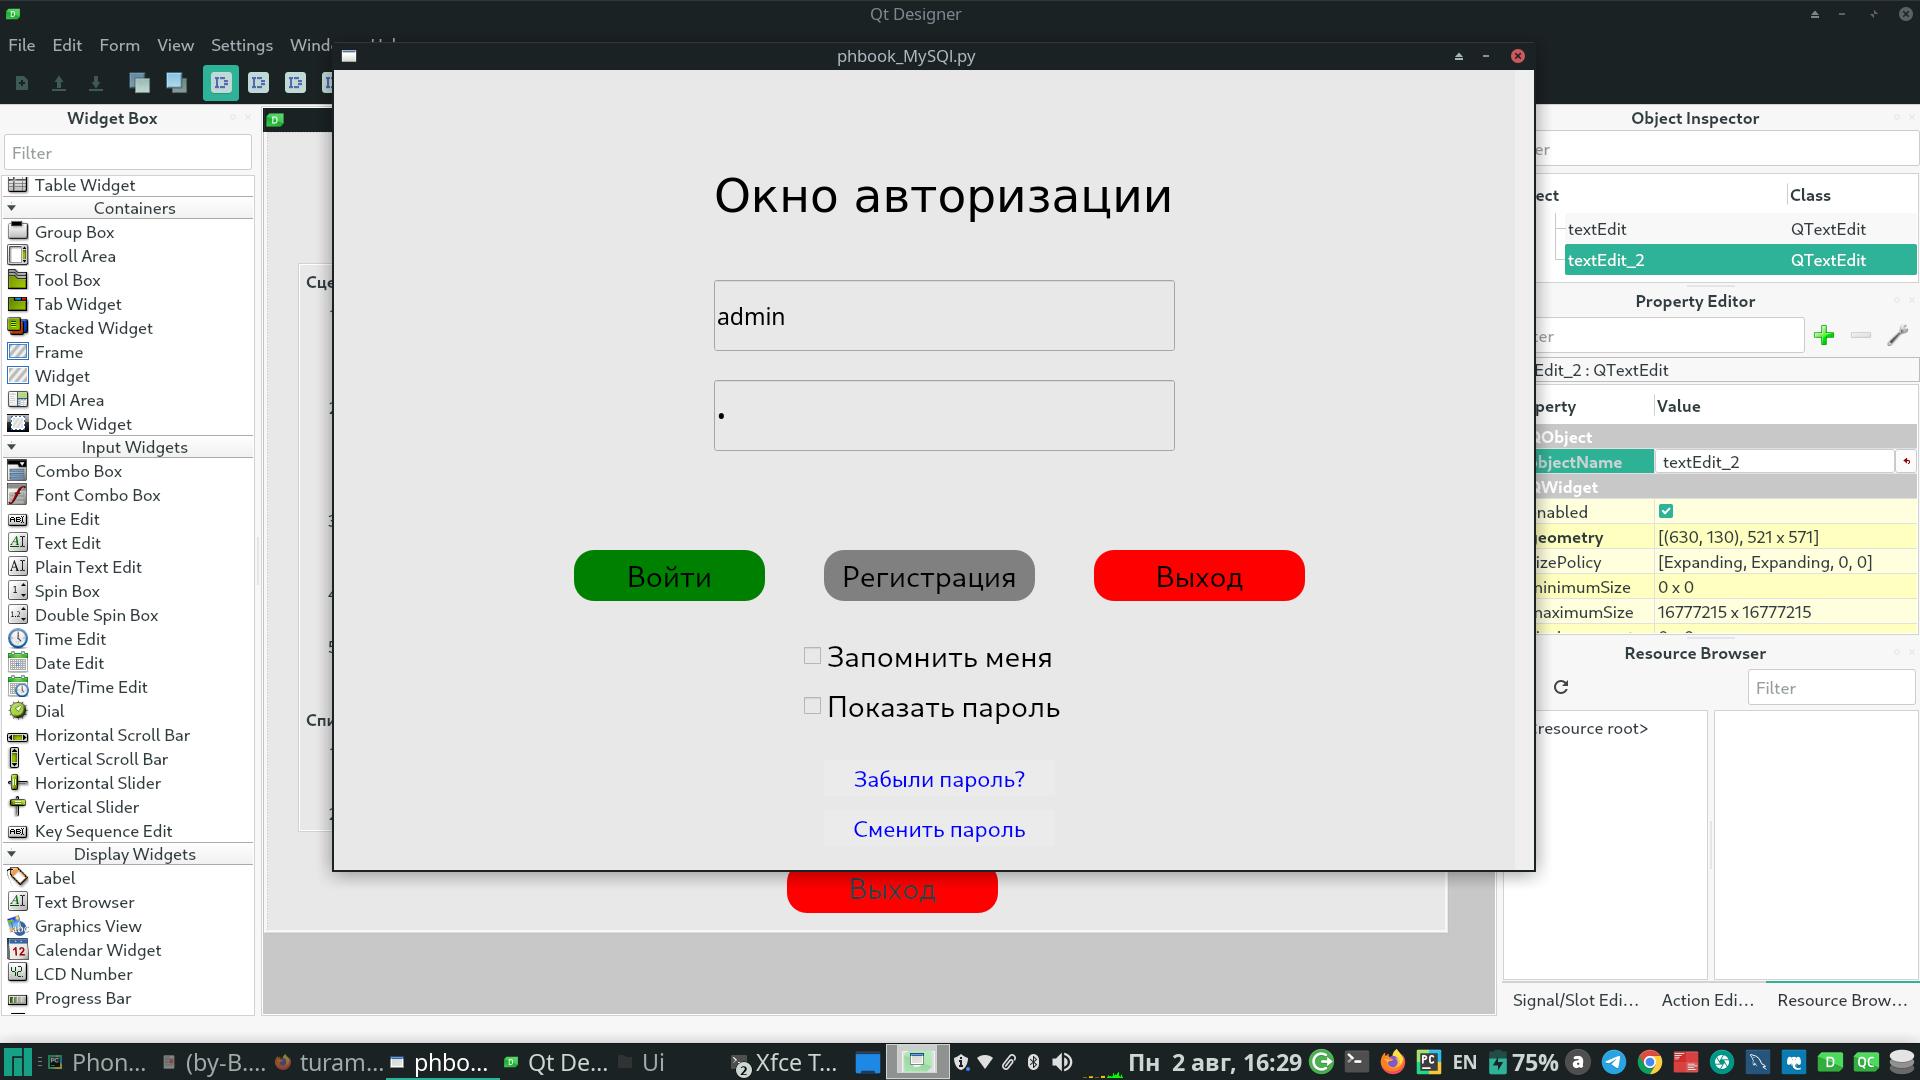 Qt Designer
File Edit Form View Settings
phbook_MySQl.py
Widget Box
Filter
Table Widget
Containers
Group Box
Scroll Area
Tool Box
Tab Widget
Stacked Widget
Frame
Widget
MDI Area
Dock Widget
Input Widgets
Combo Box
Font Combo Box
Line Edit
Text Edit
Plain Text Edit
Spin Box
Double Spin Box
Time Edit
Date Edit
Date/Time Edit
Dial
Horizontal Scroll Bar
Vertical Scroll Bar
Horizontal Slider
Vertical Slider
Key Sequence Edit
Display Widgets
Label
Text Browser
Graphics View
Calendar Widget
LCD Number
Progress Bar
Окно авторизации
admin
•
Войти
Регистрация
Выход
Запомнить меня
Показать пароль
Забыли пароль?
Сменить пароль
Выход
Object Inspector
Class
textEdit QTextEdit
textEdit_2 QTextEdit
Property Editor
Edit_2 : QTextEdit
perty Value
QObject
objectName textEdit_2
QWidget
enabled
geometry [(630, 130), 521 x 571]
sizePolicy [Expanding, Expanding, 0, 0]
minimumSize 0 x 0
maximumSize 16777215 x 16777215
Resource Browser
Filter
resource root>
Signal/Slot Edi... Action Edi... Resource Brow...
Phon... (by-B... turam... phbo... Qt De... Ui Xfce T... Пн 2 авг, 16:29 EN 75%